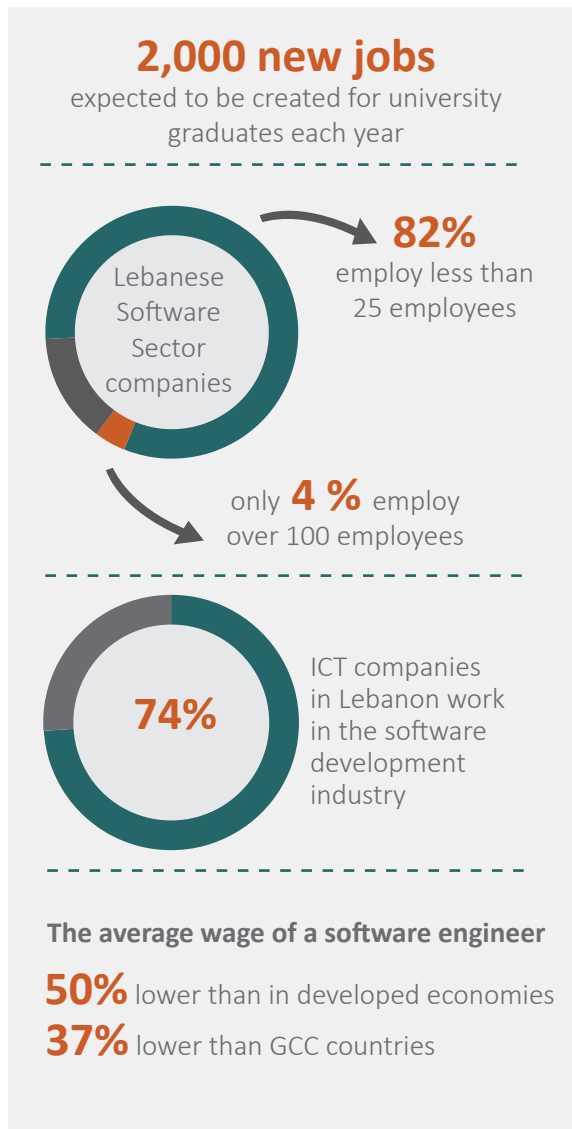 2,000 new jobs
expected to be created for university
graduates each year
Lebanese
Software
Sector
companies
82%
employ less than
25 employees
only 4 % employ
over 100 employees
74%
ICT companies
in Lebanon work
in the software
development
industry
The average wage of a software engineer
50% lower than in developed economies
37% lower than GCC countries